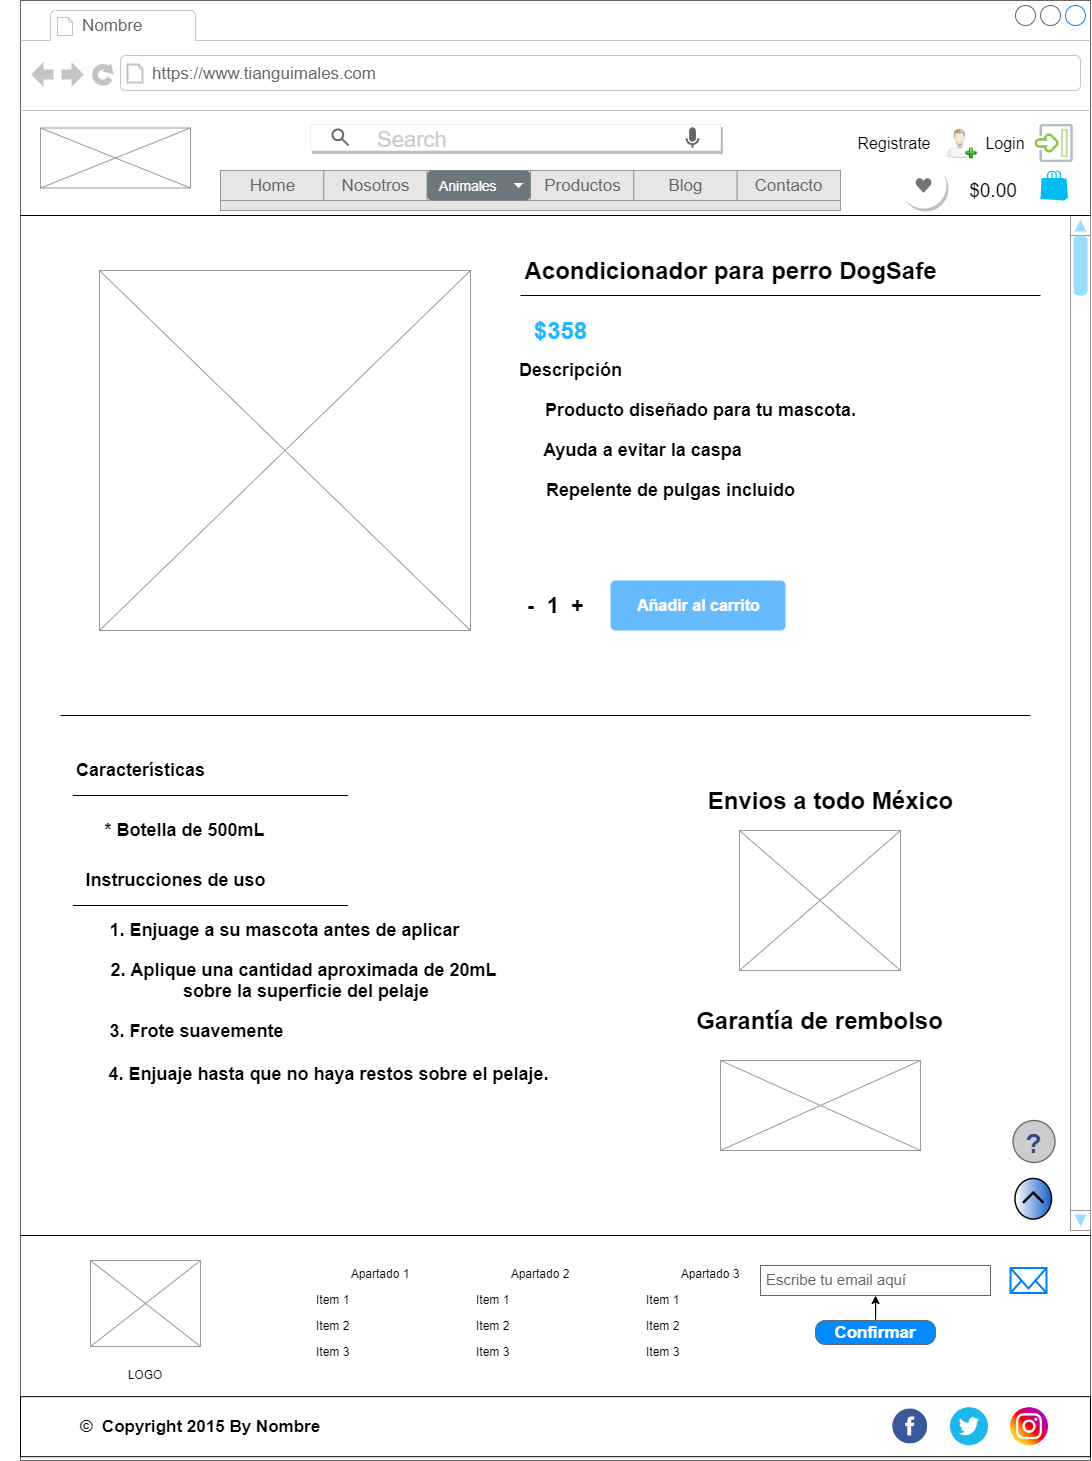 Nombre
https://www.tianguimales.com
Search
Registrate
Login
Home
Nosotros
Animales
Productos
Blog
Contacto
$0.00
Acondicionador para perro DogSafe
$358
Descripción
Producto diseñado para tu mascota.
Ayuda a evitar la caspa
Repelente de pulgas incluido
- 1 +
Añadir al carrito
Características
* Botella de 500mL
Instrucciones de uso
1. Enjuage a su mascota antes de aplicar
2. Aplique una cantidad aproximada de 20mL
sobre la superficie del pelaje
3. Frote suavemente
4. Enjuaje hasta que no haya restos sobre el pelaje.
Envios a todo México
Garantía de rembolso
?
LOGO
Apartado 1
Item 1
Item 2
Item 3
Apartado 2
Item 1
Item 2
Item 3
Apartado 3
Item 1
Item 2
Item 3
Escribe tu email aquí
Confirmar
© Copyright 2015 By Nombre